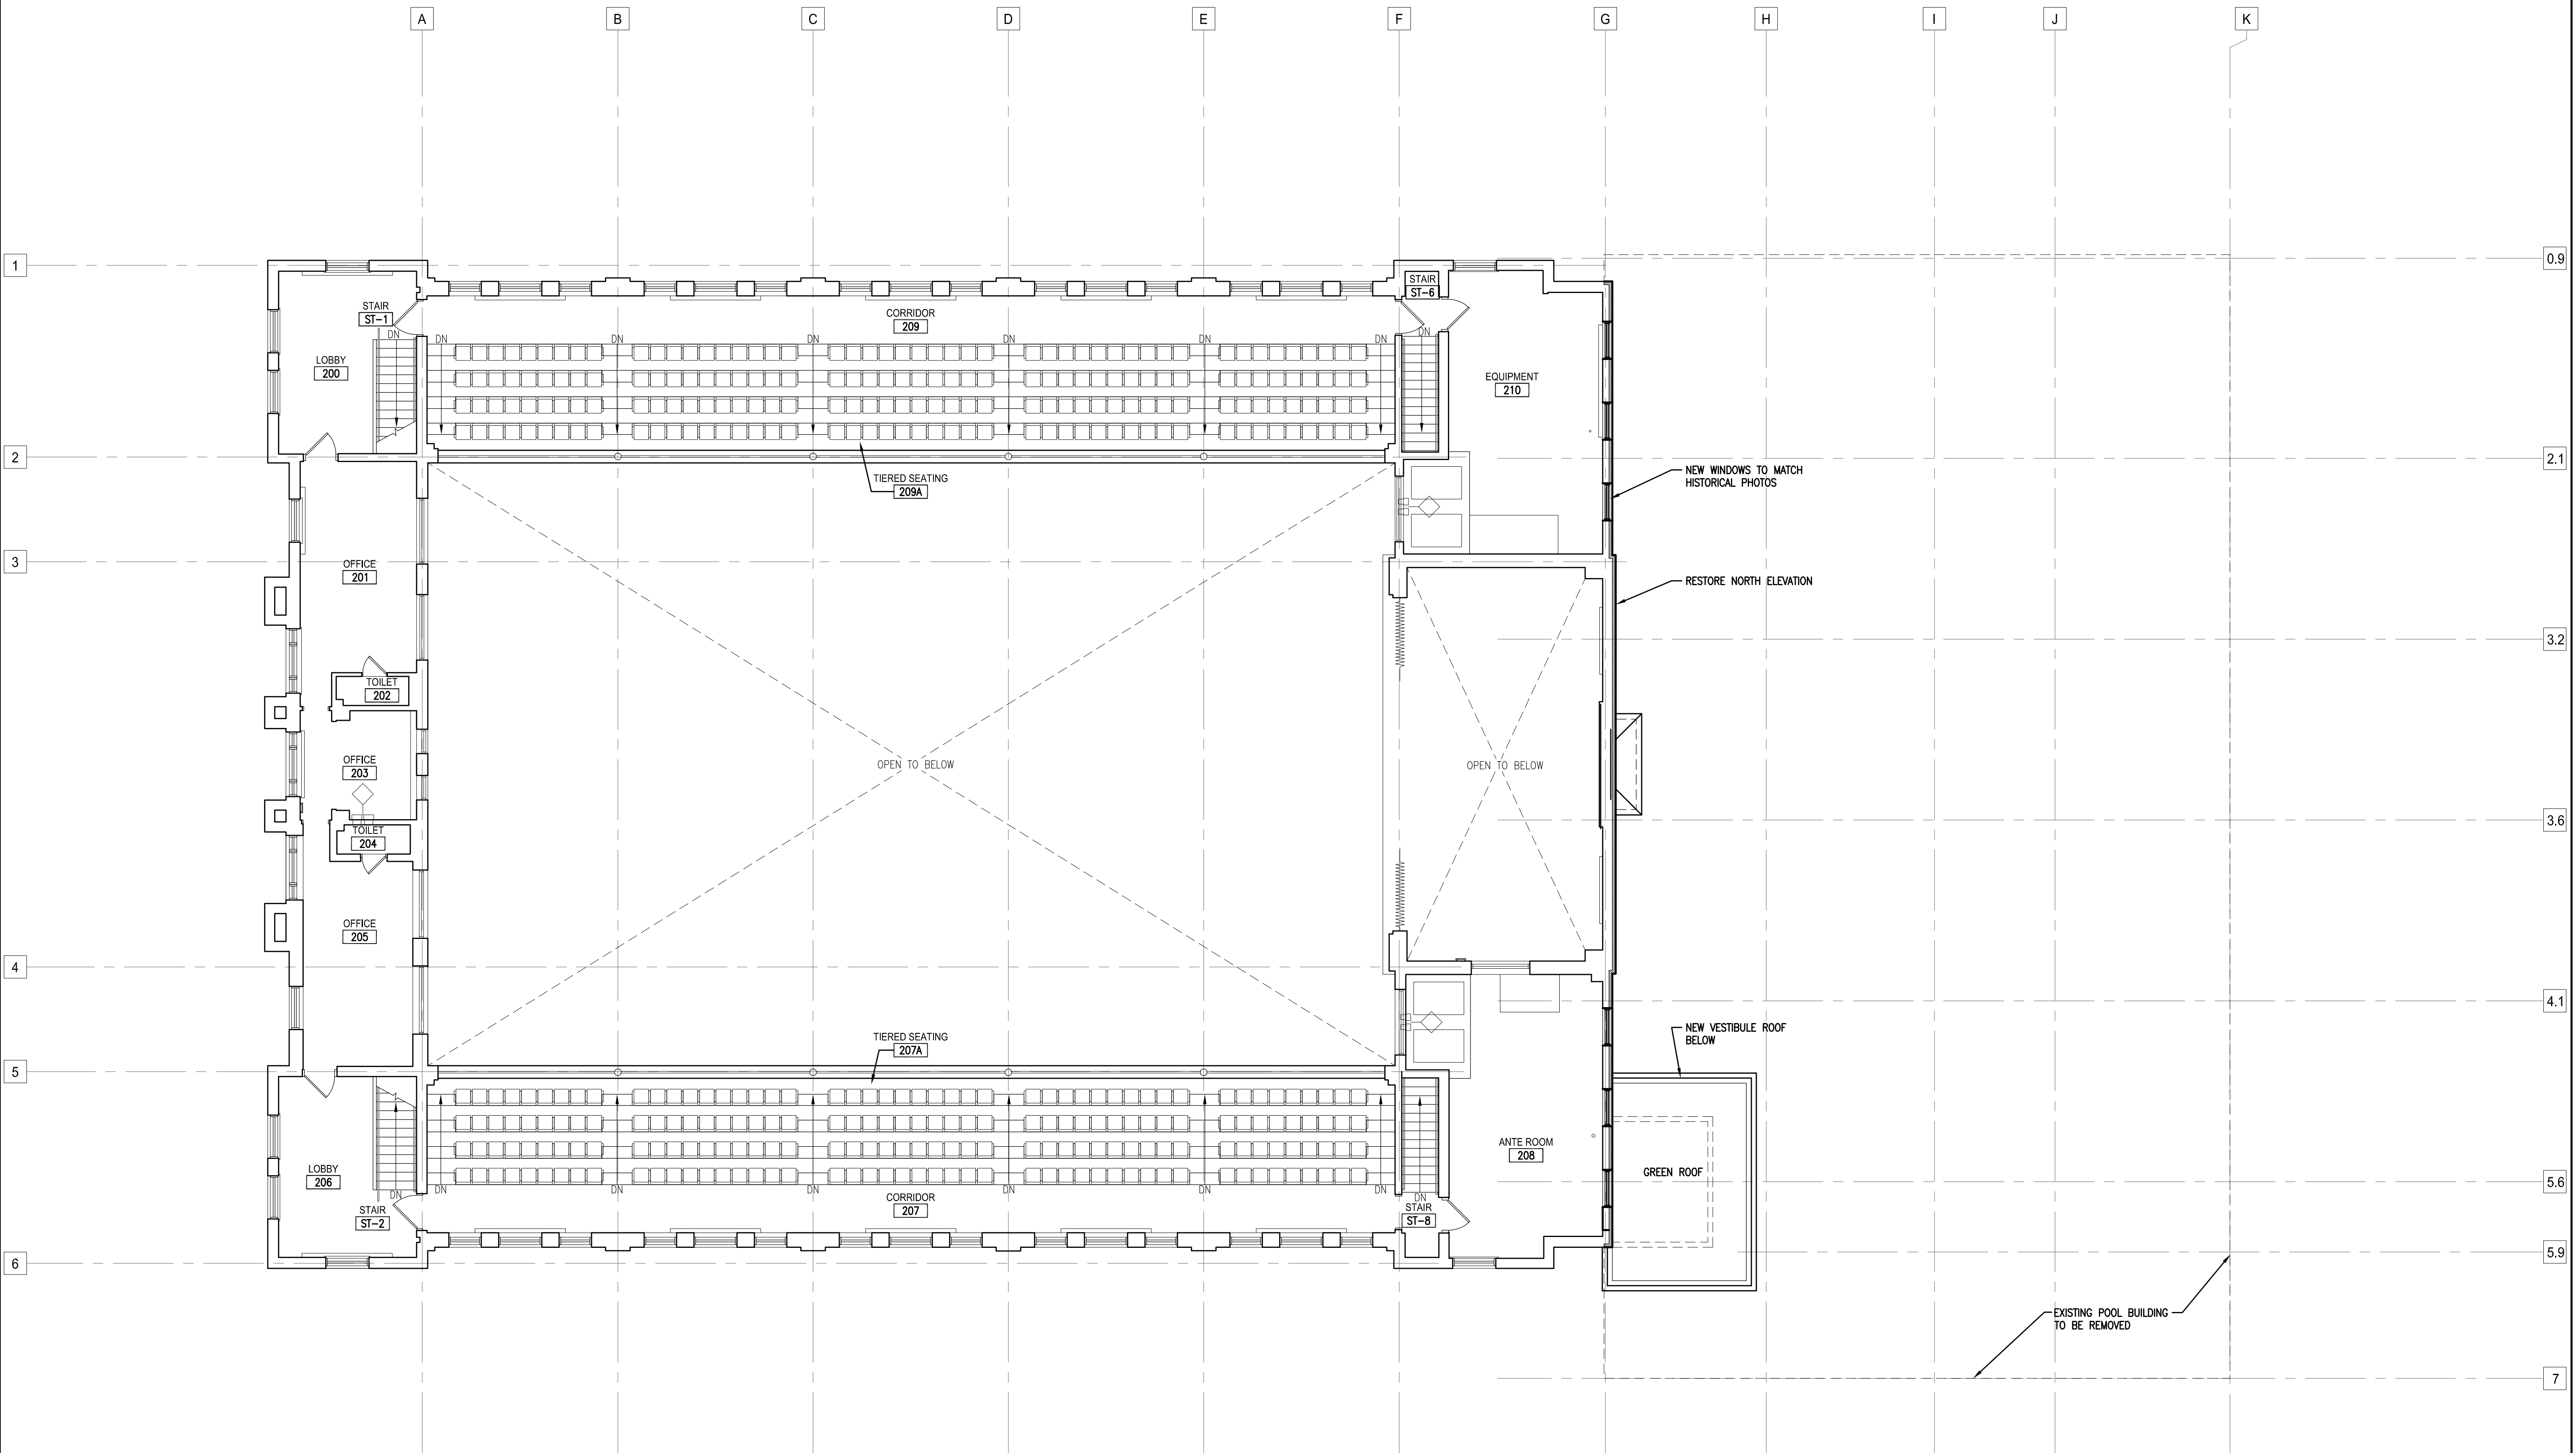 A B C D E F G H I J K
1
0.9
STAIR
ST-1
DN
LOBBY
200
CORRIDOR
209
STAIR
ST-6
DN
DN DN DN DN DN DN
EQUIPMENT
210
2
2.1
TIERED SEATING
209A
NEW WINDOWS TO MATCH
HISTORICAL PHOTOS
3
OFFICE
201
RESTORE NORTH ELEVATION
3.2
TOILET
202
OFFICE
203
OPEN TO BELOW
OPEN TO BELOW
3.6
TOILET
204
OFFICE
205
4
4.1
TIERED SEATING
207A
NEW VESTIBULE ROOF
BELOW
5
ANTE ROOM
208
GREEN ROOF
5.6
LOBBY
206
DN
STAIR
ST-2
DN DN DN DN DN DN
CORRIDOR
207
DN
STAIR
ST-8
5.9
6
EXISTING POOL BUILDING
TO BE REMOVED
7